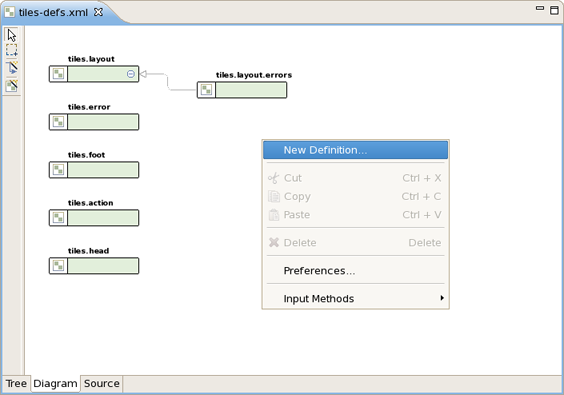 tiles-defs.xml
tiles.layout
tiles.layout.errors
tiles.error
tiles.foot
tiles.action
tiles.head
New Definition...
Cut Ctrl + X
Copy Ctrl + C
Paste Ctrl + V
Delete Delete
Preferences...
Input Methods
Tree Diagram Source